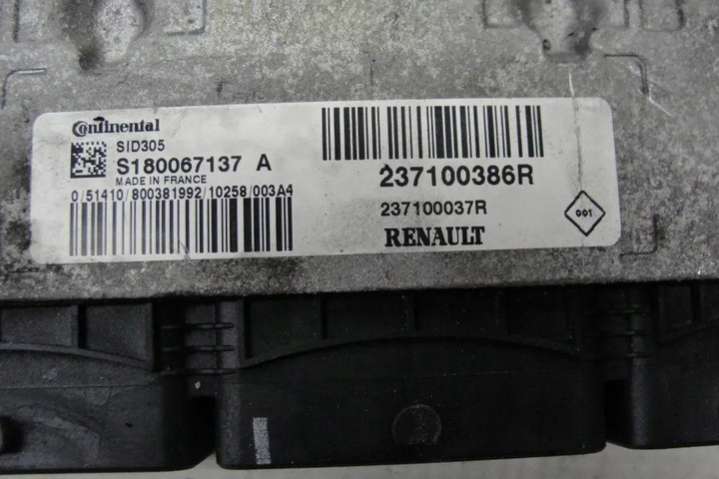 Continental
SID305
S180067137 A
MADE IN FRANCE
0/51410/800381992/10258/003A4
237100386R
237100037R
RENAULT
001